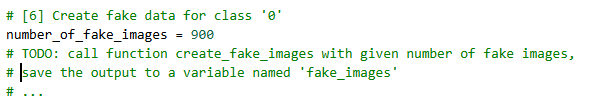 # [6] Create fake data for class '0'
number_of_fake_images = 900
# TODO: call function create_fake_images with given number of fake images,
# save the output to a variable named 'fake_images'
# ...